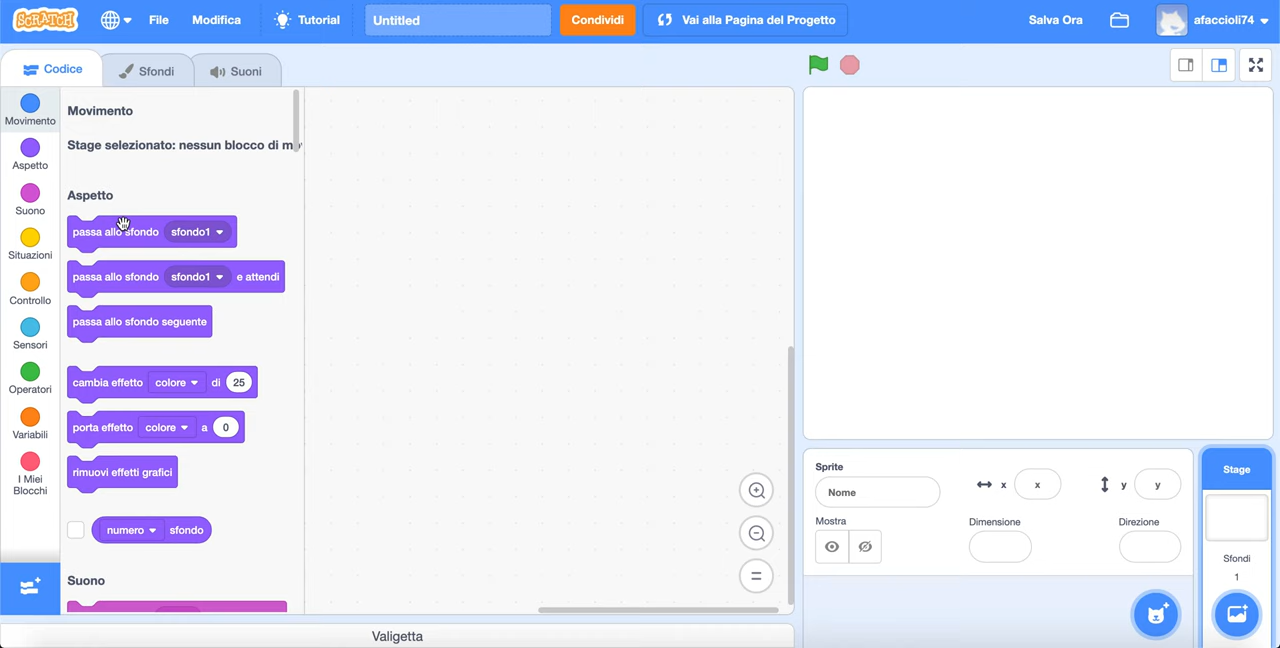 SCRATCH File Modifica Tutorial Untitled Condividi Vai alla Pagina del Progetto Salva Ora afaccioli74
Codice Sfondi Suoni
Movimento
Aspetto
Suono
Situazioni
Controllo
Sensori
Operatori
Variabili
I Miei
Blocchi
Movimento
Stage selezionato: nessun blocco di mo
Aspetto
passa allo sfondo sfondo1
passa allo sfondo sfondo1 e attendi
passa allo sfondo seguente
cambia effetto colore di 25
porta effetto colore a 0
rimuovi effetti grafici
numero sfondo
Suono
Valigetta
Sprite
Nome
x x
y y
Mostra
Dimensione
Direzione
Stage
Sfondi
1